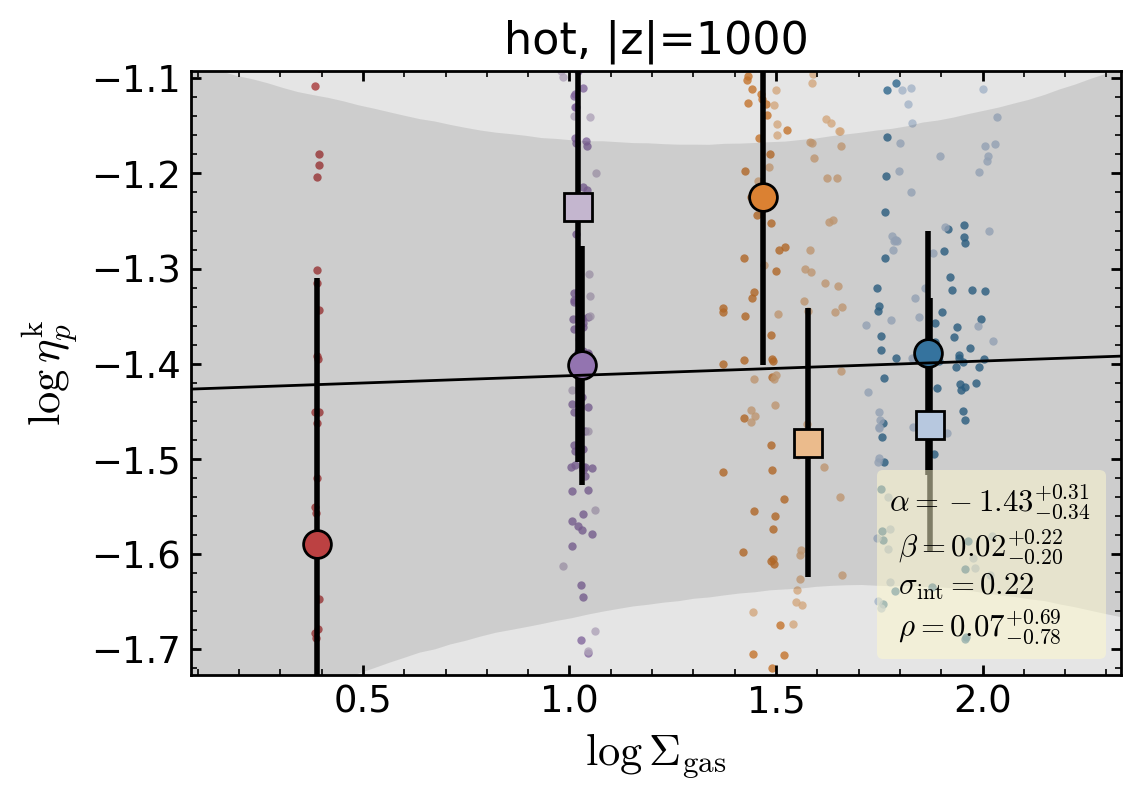 hot, |z|=1000
−1.1
−1.2
−1.3
−1.4
−1.5
−1.6
−1.7
log η_p^k
α = −1.43^{+0.31}_{−0.34}
β = 0.02^{+0.22}_{−0.20}
σ_int = 0.22
ρ = 0.07^{+0.69}_{−0.78}
0.5 1.0 1.5 2.0
log Σ_gas